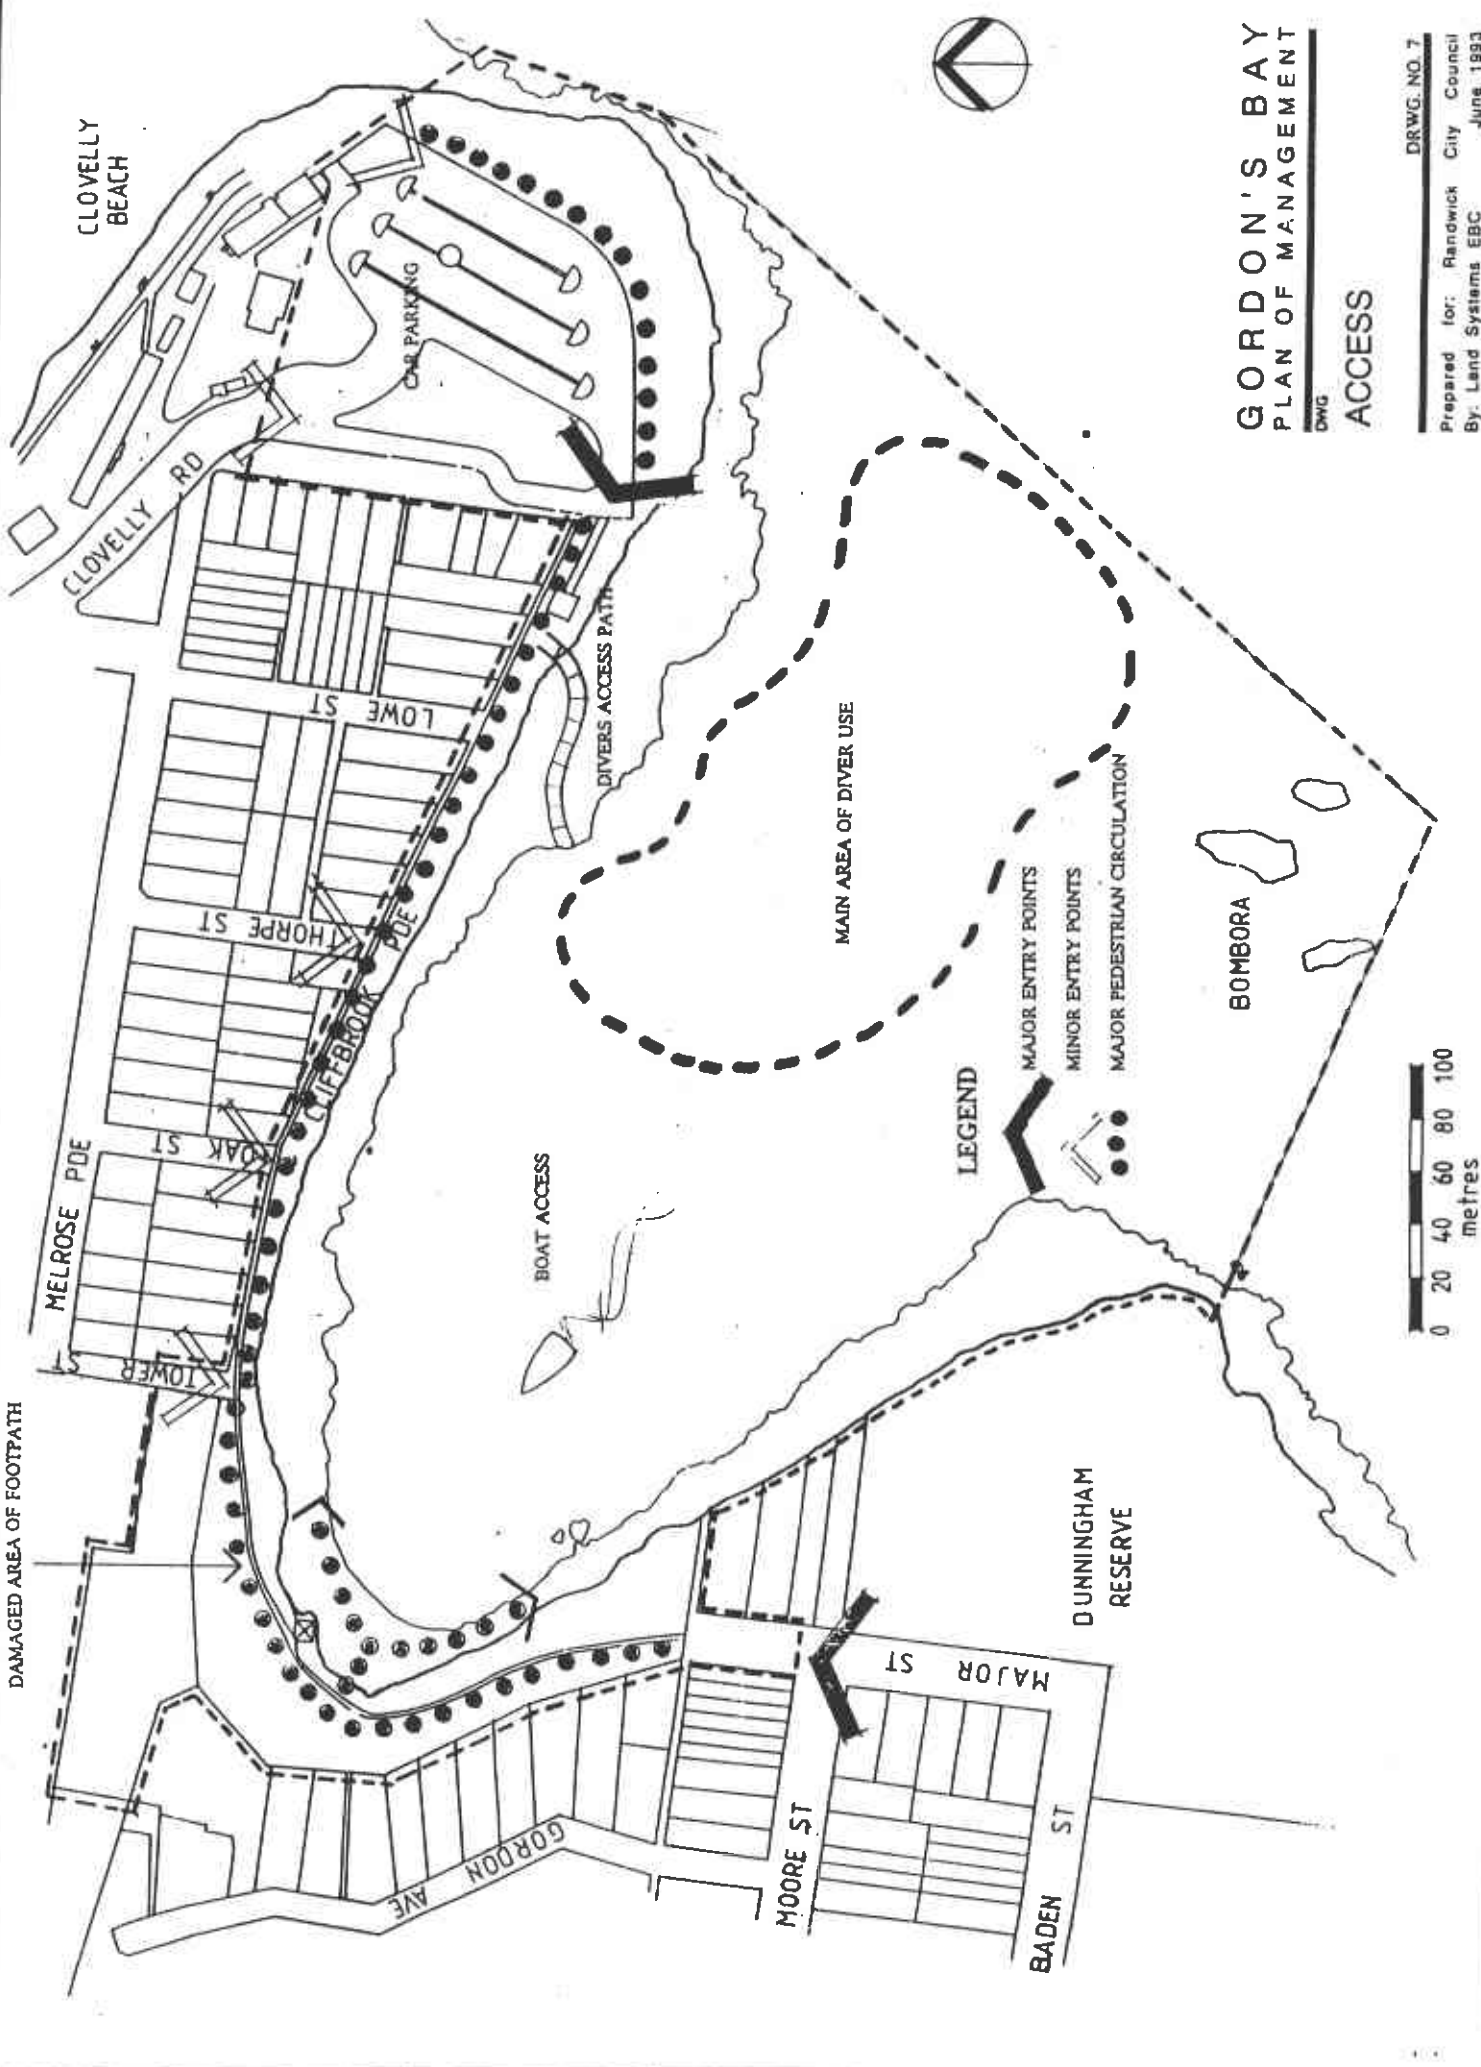 DAMAGED AREA OF FOOTPATH
TOWER ST
MELROSE PDE
OAK ST
THORPE ST
LOWE ST
CLIFFBROOK PDE
CLOVELLY RD
CLOVELLY
BEACH
CAR PARKING
DIVERS ACCESS PATH
MAIN AREA OF DIVER USE
BOAT ACCESS
GORDON AVE
MOORE ST
MAJOR ST
BADEN ST
DUNNINGHAM
RESERVE
BOMBORA
LEGEND
MAJOR ENTRY POINTS
MINOR ENTRY POINTS
MAJOR PEDESTRIAN CIRCULATION
0 20 40 60 80 100
metres
GORDON'S BAY
PLAN OF MANAGEMENT
DWG
ACCESS
DRWG. NO. 7
Prepared for: Randwick City Council
By: Land Systems EBC June 1993